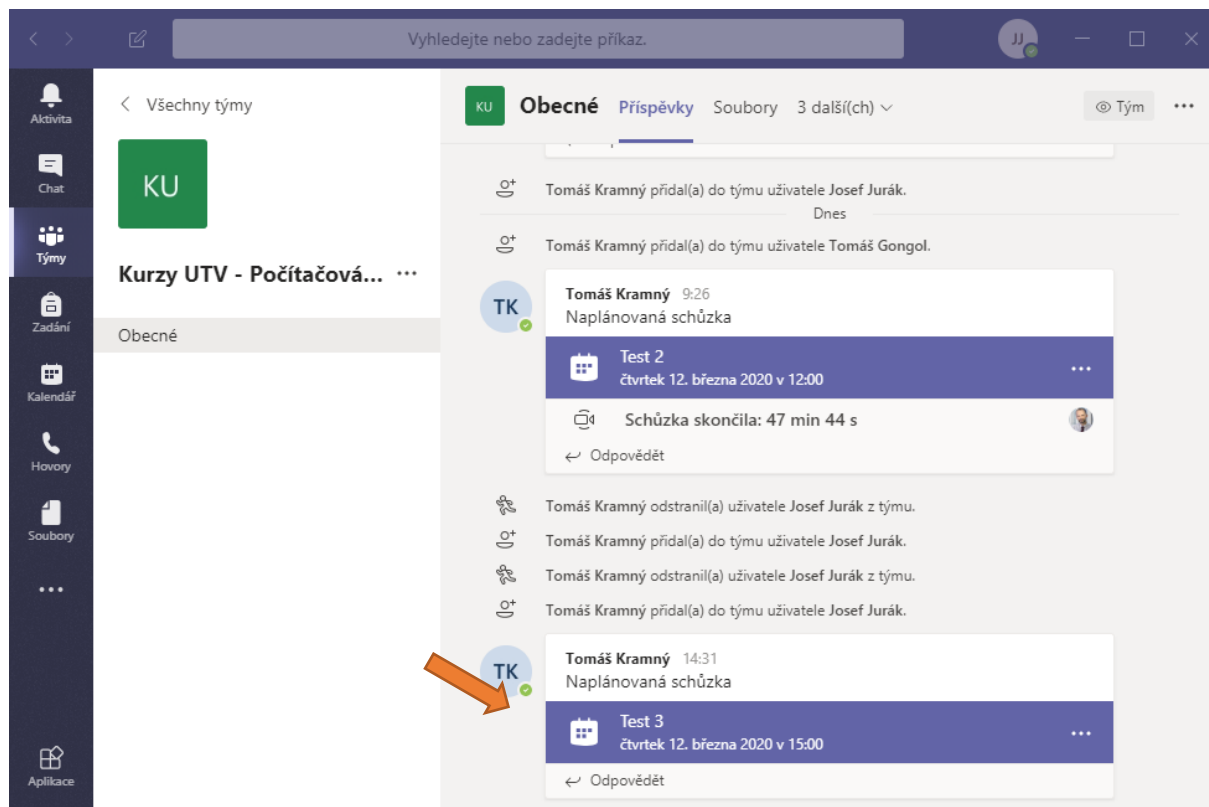 Vyhledejte nebo zadejte příkaz.
JJ
Aktivita
Chat
Týmy
Zadání
Kalendář
Hovory
Soubory
Aplikace
Všechny týmy
KU
Kurzy UTV - Počítačová...
Obecné
KU
Obecné
Příspěvky
Soubory
3 další(ch)
Tým
Tomáš Kramný přidal(a) do týmu uživatele Josef Jurák.
Dnes
Tomáš Kramný přidal(a) do týmu uživatele Tomáš Gongol.
TK
Tomáš Kramný 9:26
Naplánovaná schůzka
Test 2
čtvrtek 12. března 2020 v 12:00
Schůzka skončila: 47 min 44 s
Odpovědět
Tomáš Kramný odstranil(a) uživatele Josef Jurák z týmu.
Tomáš Kramný přidal(a) do týmu uživatele Josef Jurák.
Tomáš Kramný odstranil(a) uživatele Josef Jurák z týmu.
Tomáš Kramný přidal(a) do týmu uživatele Josef Jurák.
TK
Tomáš Kramný 14:31
Naplánovaná schůzka
Test 3
čtvrtek 12. března 2020 v 15:00
Odpovědět